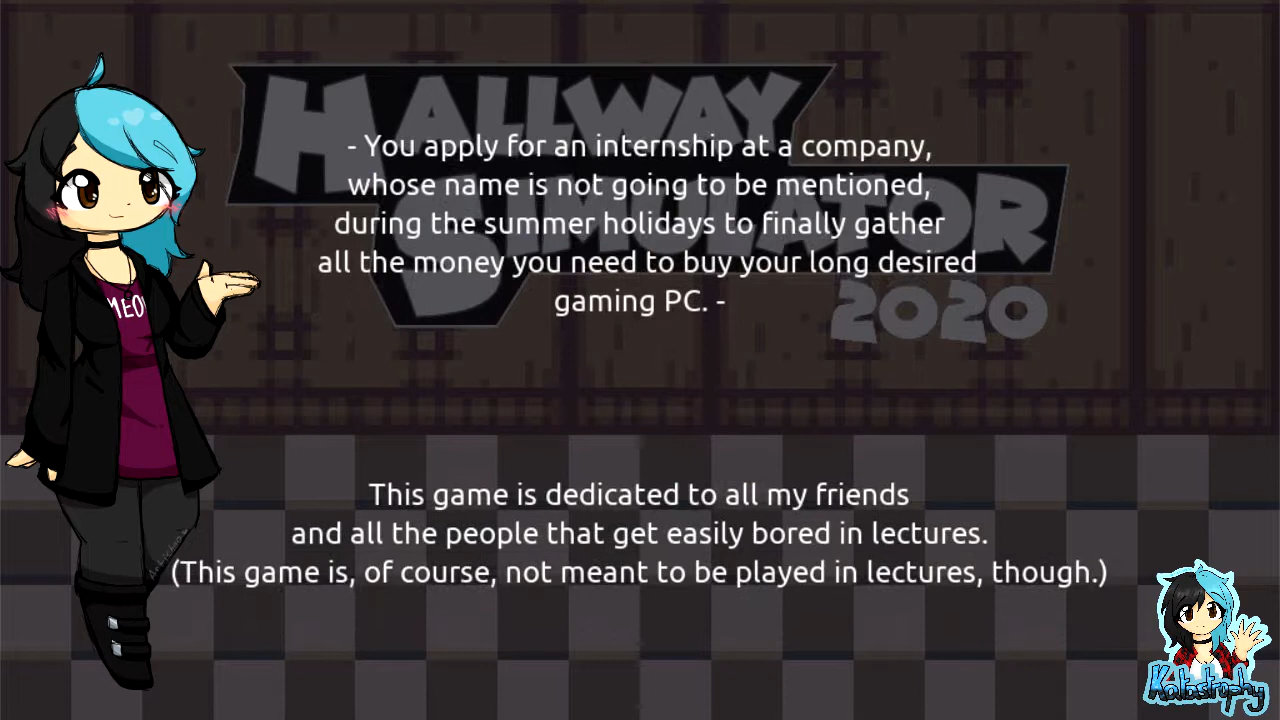 HALLWAY
SIMULATOR
2020
- You apply for an internship at a company,
whose name is not going to be mentioned,
during the summer holidays to finally gather
all the money you need to buy your long desired
gaming PC. -
MEO
This game is dedicated to all my friends
and all the people that get easily bored in lectures.
(This game is, of course, not meant to be played in lectures, though.)
Katastrophy